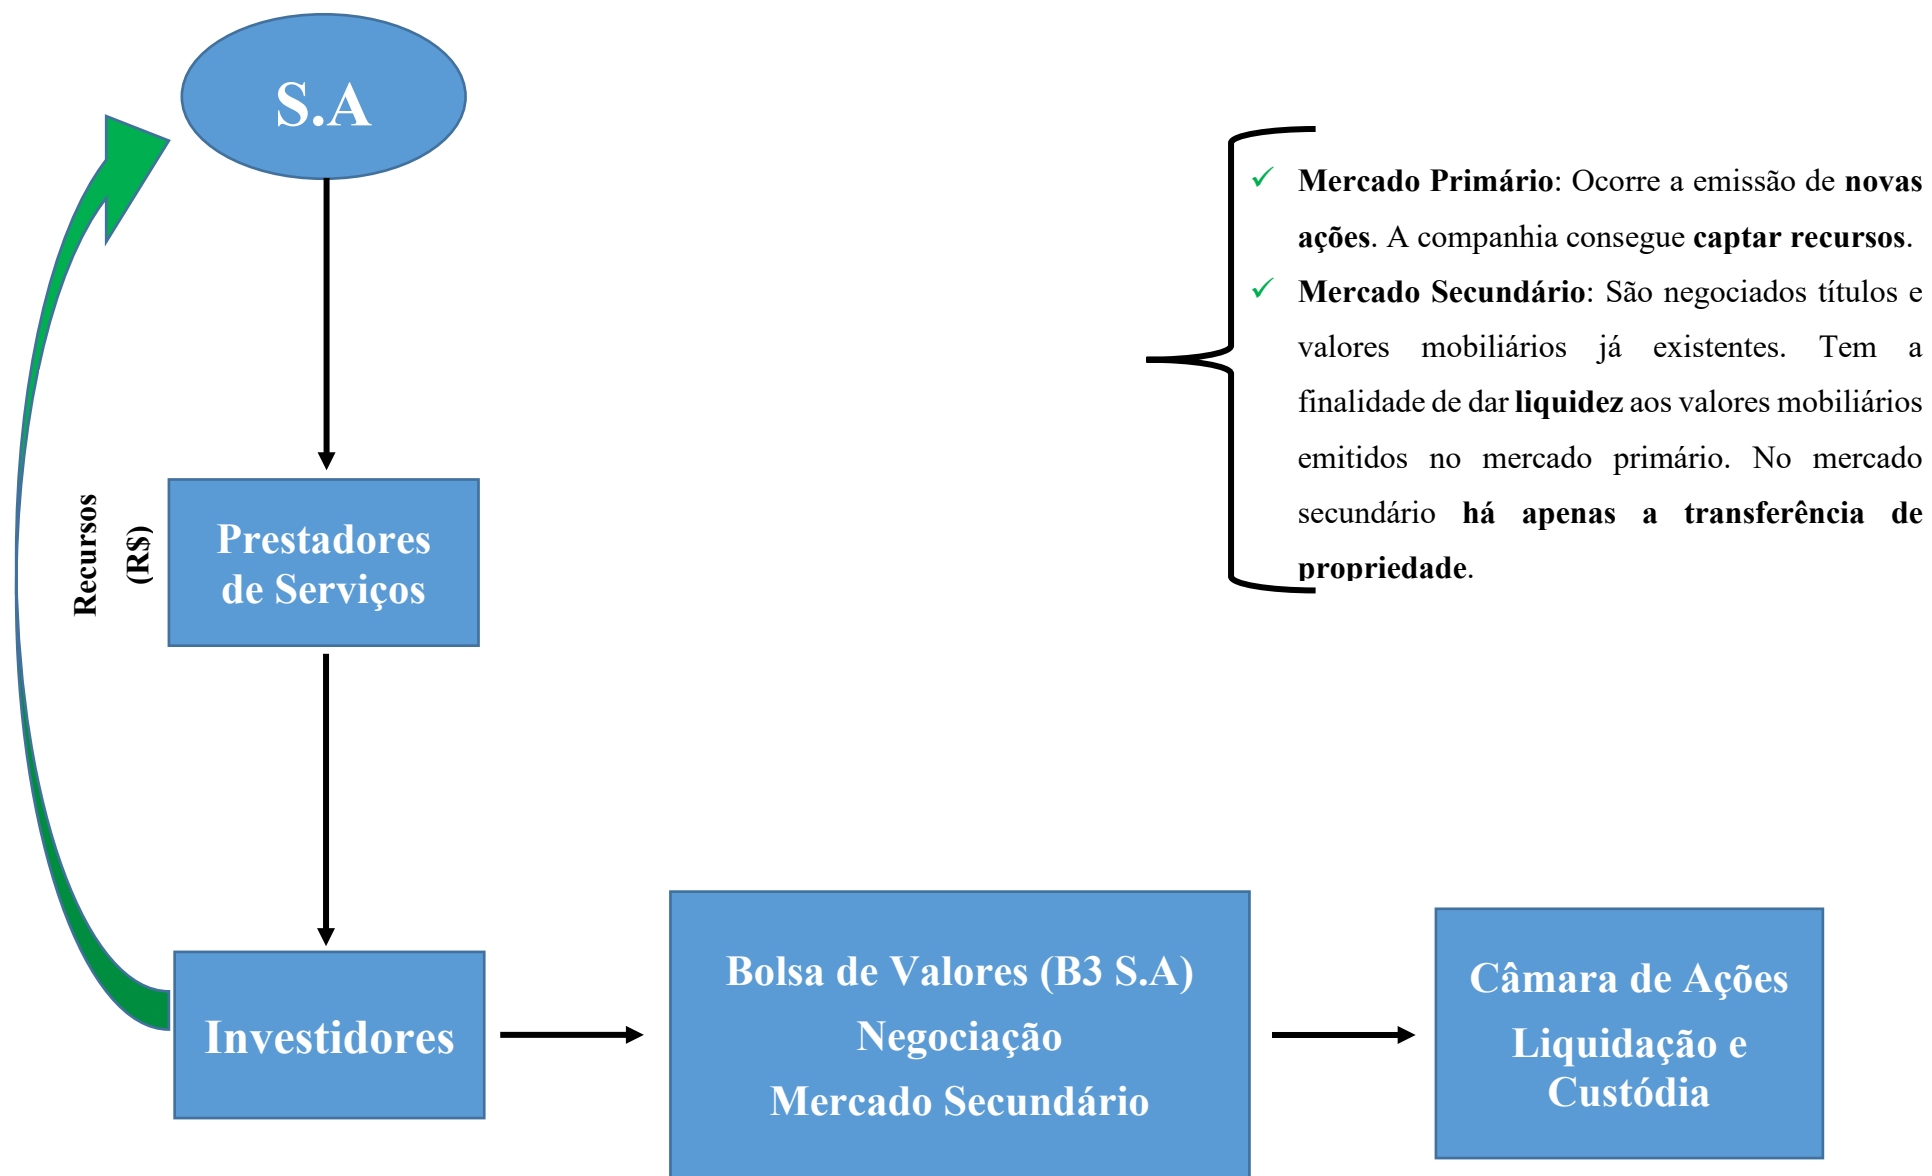 S.A
Mercado Primário: Ocorre a emissão de novas
ações. A companhia consegue captar recursos.
Mercado Secundário: São negociados títulos e
valores mobiliários já existentes. Tem a
finalidade de dar liquidez aos valores mobiliários
emitidos no mercado primário. No mercado
secundário há apenas a transferência de
propriedade.
Recursos
(R$)
Prestadores
de Serviços
Investidores
Bolsa de Valores (B3 S.A)
Negociação
Mercado Secundário
Câmara de Ações
Liquidação e
Custódia